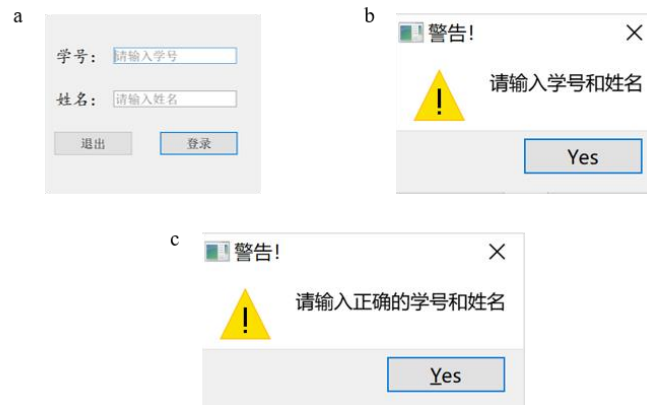 a
学号：
请输入学号
姓名：
请输入姓名
退出
登录
b
警告!
请输入学号和姓名
Yes
c
警告!
请输入正确的学号和姓名
Yes